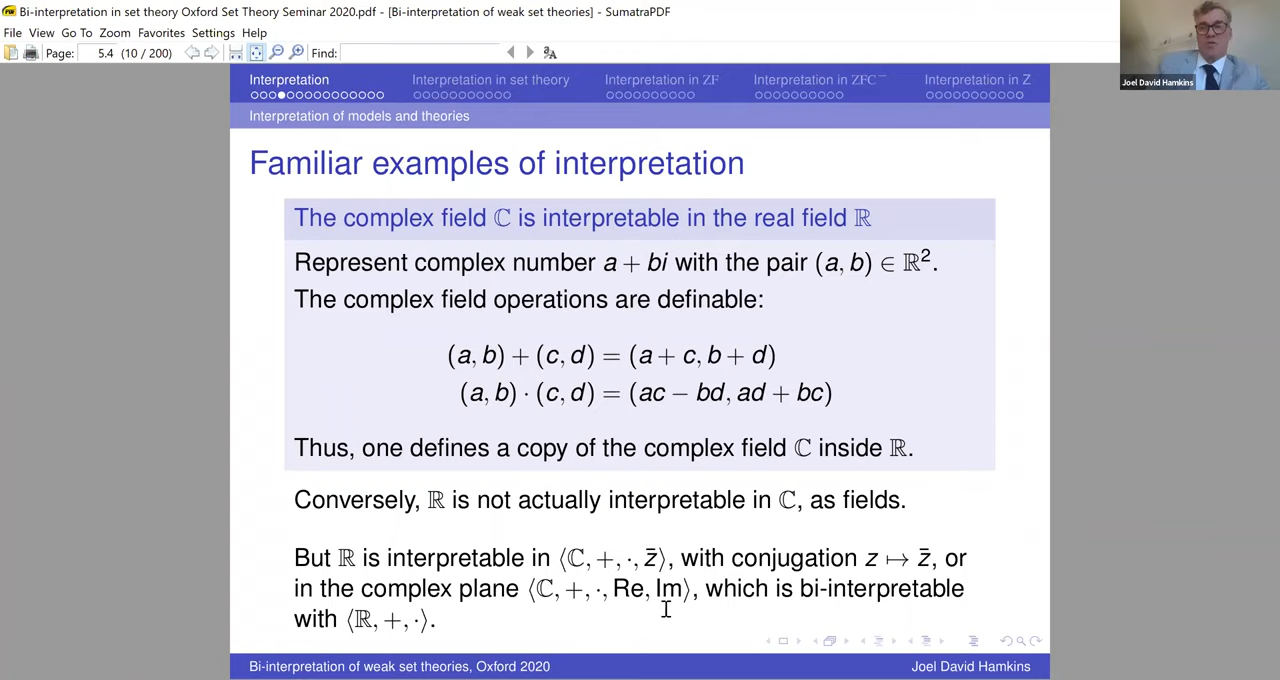 Bi-interpretation in set theory Oxford Set Theory Seminar 2020.pdf - [Bi-interpretation of weak set theories] - SumatraPDF
File View Go To Zoom Favorites Settings Help
Page: 5.4 (10 / 200) Find:
Joel David Hamkins
Interpretation Interpretation in set theory Interpretation in ZF Interpretation in ZFC⁻ Interpretation in Z
Interpretation of models and theories
Familiar examples of interpretation
The complex field ℂ is interpretable in the real field ℝ
Represent complex number a + bi with the pair (a, b) ∈ ℝ².
The complex field operations are definable:
(a, b) + (c, d) = (a + c, b + d)
(a, b) · (c, d) = (ac − bd, ad + bc)
Thus, one defines a copy of the complex field ℂ inside ℝ.
Conversely, ℝ is not actually interpretable in ℂ, as fields.
But ℝ is interpretable in ⟨ℂ, +, ·, z̄⟩, with conjugation z ↦ z̄, or
in the complex plane ⟨ℂ, +, ·, Re, Im⟩, which is bi-interpretable
with ⟨ℝ, +, ·⟩.
Bi-interpretation of weak set theories, Oxford 2020 Joel David Hamkins